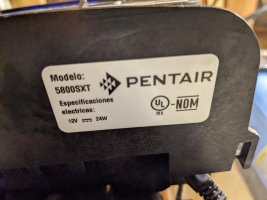 Modelo:
5800SXT
PENTAIR
Especificaciones
electricas:
12V ⎓ 24W
UL
-NOM